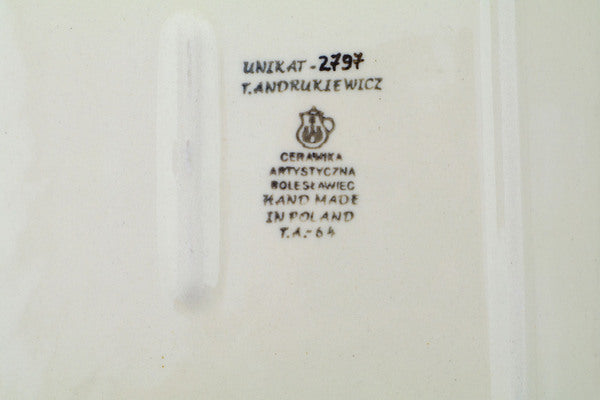 UNIKAT - 2797
T.ANDRUKIEWICZ
CERAMIKA
ARTYSTYCZNA
BOLESŁAWIEC
HAND MADE
IN POLAND
T.A.-64